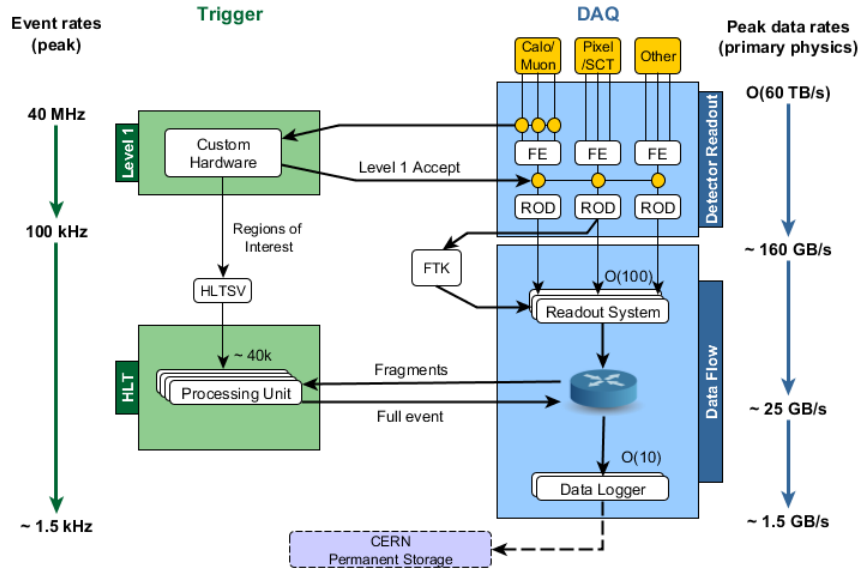 Event rates
(peak)
Trigger
DAQ
Peak data rates
(primary physics)
Calo/
Muon
Pixel
/SCT
Other
40 MHz
O(60 TB/s)
Level 1
Custom
Hardware
FE
FE
FE
Detector Readout
Level 1 Accept
ROD
ROD
ROD
100 kHz
Regions of
Interest
~ 160 GB/s
FTK
O(100)
HLTSV
Readout System
~ 40k
HLT
Processing Unit
Fragments
Full event
Data Flow
~ 25 GB/s
O(10)
Data Logger
~ 1.5 kHz
~ 1.5 GB/s
CERN
Permanent Storage